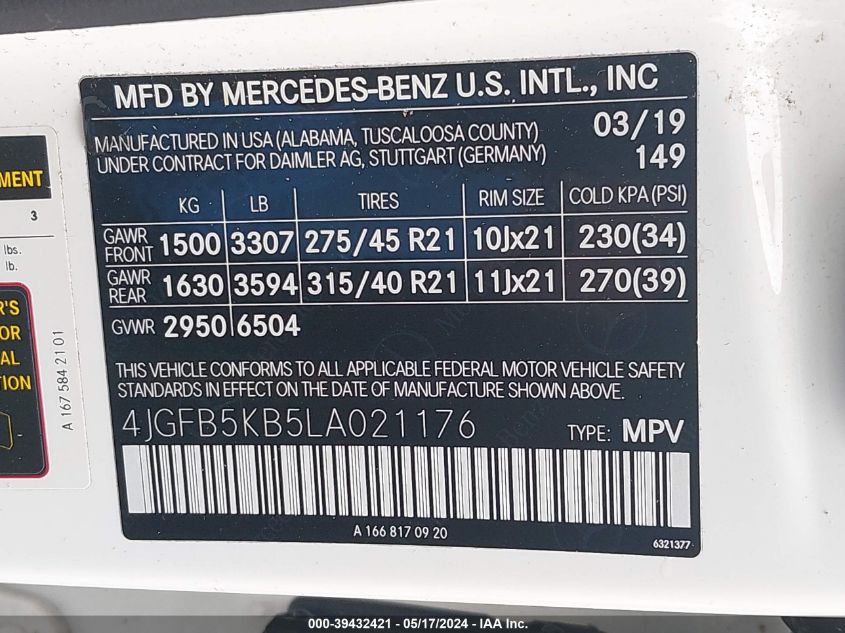 MFD BY MERCEDES-BENZ U.S. INTL., INC
MANUFACTURED IN USA (ALABAMA, TUSCALOOSA COUNTY) 03/19
UNDER CONTRACT FOR DAIMLER AG, STUTTGART (GERMANY) 149
KG LB TIRES RIM SIZE COLD KPA (PSI)
GAWR FRONT 1500 3307 275/45 R21 10Jx21 230(34)
GAWR REAR 1630 3594 315/40 R21 11Jx21 270(39)
GVWR 2950 6504
THIS VEHICLE CONFORMS TO ALL APPLICABLE FEDERAL MOTOR VEHICLE SAFETY
STANDARDS IN EFFECT ON THE DATE OF MANUFACTURE SHOWN ABOVE.
4JGFB5KB5LA021176 TYPE: MPV
A 166 817 09 20
6321377
MENT
3
lbs.
lb.
R'S
OR
AL
TION
A 167 584 21 01
000-39432421 - 05/17/2024 - IAA Inc.